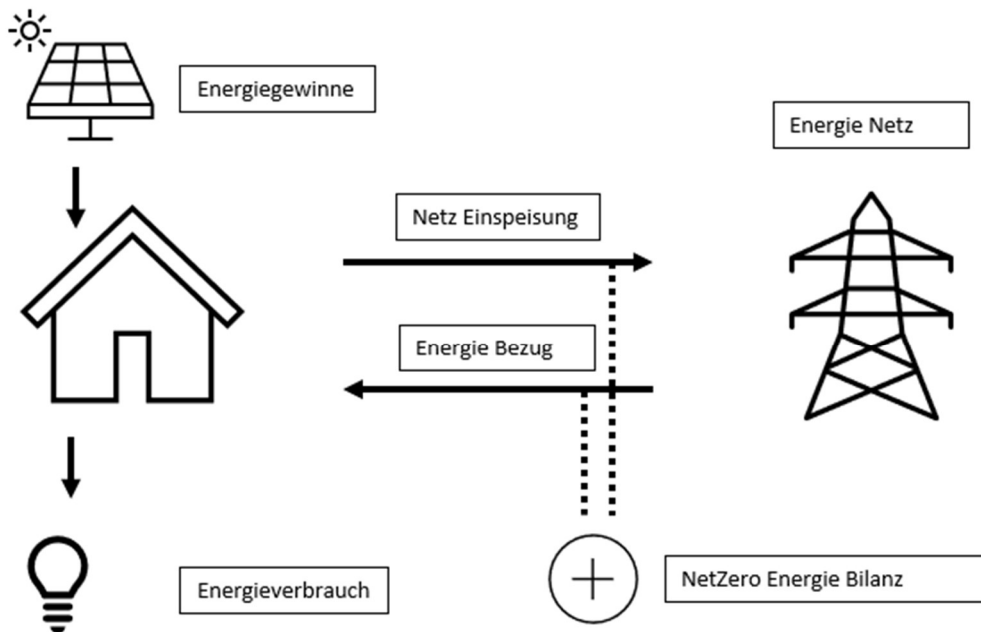 Energiegewinne
Energie Netz
Netz Einspeisung
Energie Bezug
Energieverbrauch
NetZero Energie Bilanz